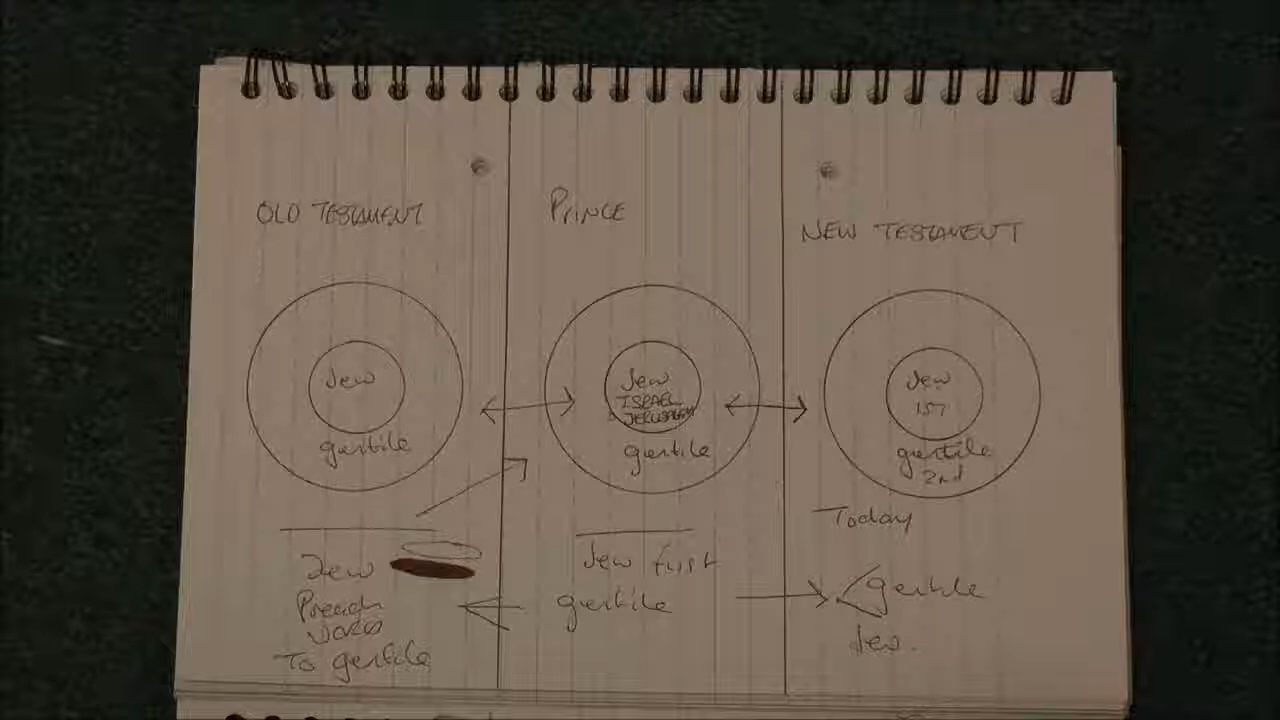 OLD TESTAMENT
Jew
gentile
Jew
Preach
Words
To gentile
PRINCE
Jew
ISRAEL
JERUSALEM
gentile
Jew first
gentile
NEW TESTAMENT
Jew
1ST
gentile
2nd
Today
gentile
Jew.